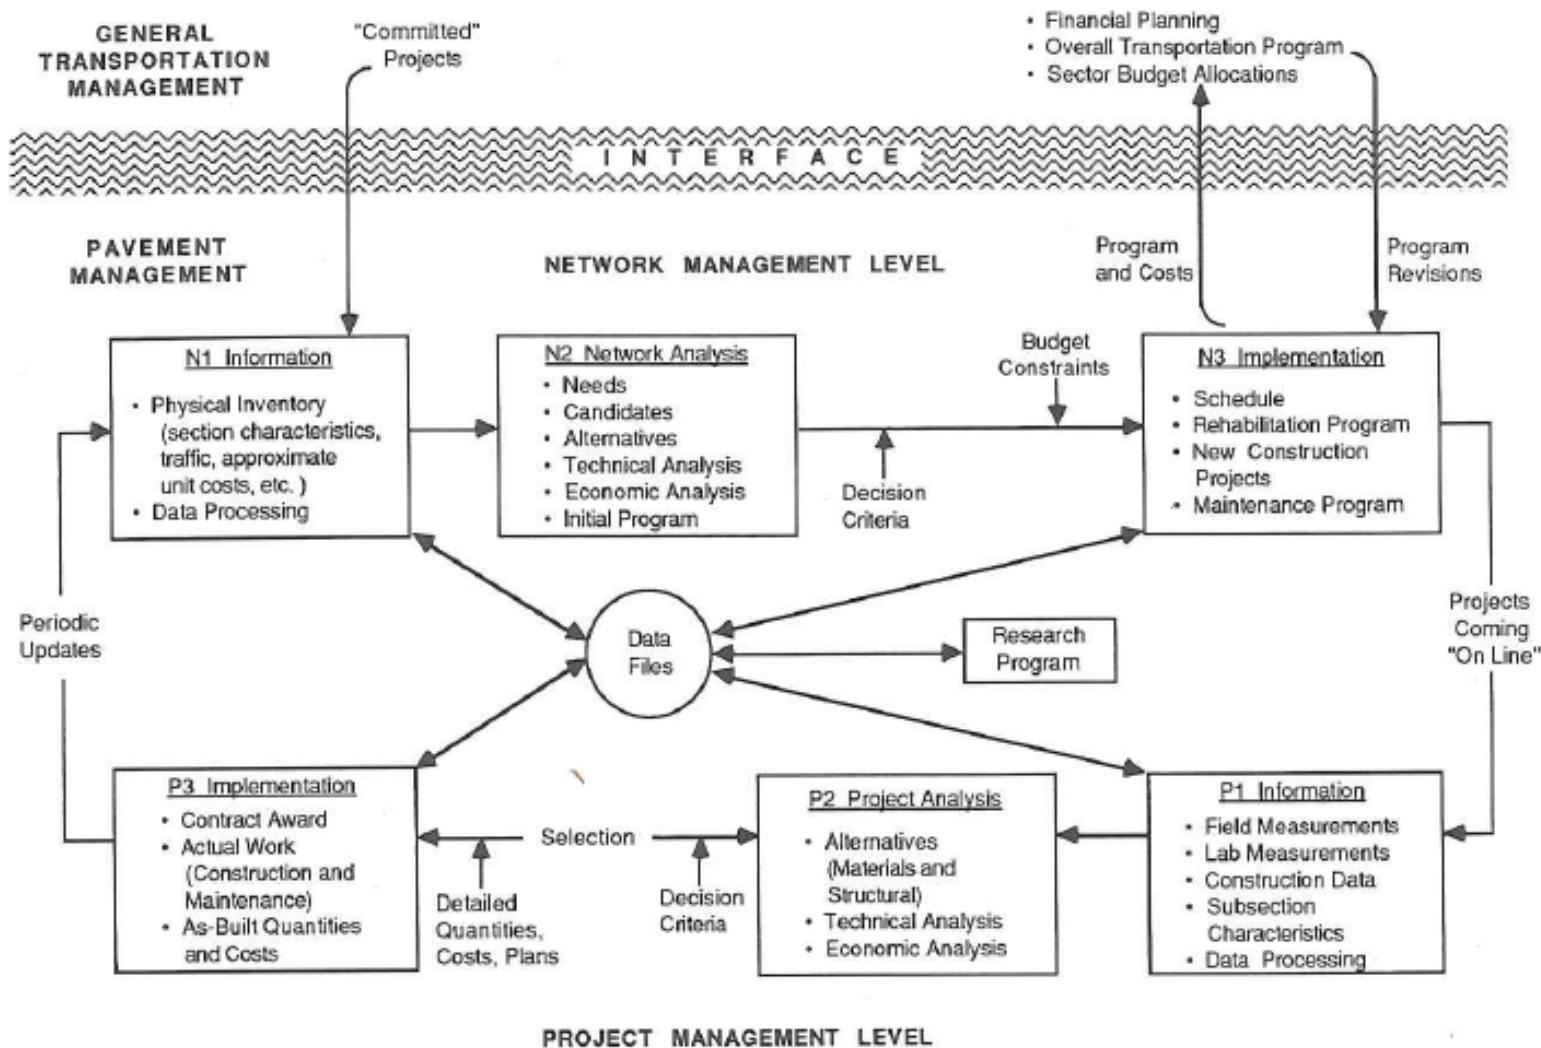 GENERAL
TRANSPORTATION
MANAGEMENT
"Committed"
Projects
• Financial Planning
• Overall Transportation Program
• Sector Budget Allocations
INTERFACE
PAVEMENT
MANAGEMENT
NETWORK MANAGEMENT LEVEL
Program
and Costs
Program
Revisions
N1 Information
• Physical Inventory
(section characteristics,
traffic, approximate
unit costs, etc. )
• Data Processing
N2 Network Analysis
• Needs
• Candidates
• Alternatives
• Technical Analysis
• Economic Analysis
• Initial Program
Budget
Constraints
Decision
Criteria
N3 Implementation
• Schedule
• Rehabilitation Program
• New Construction
Projects
• Maintenance Program
Periodic
Updates
Data
Files
Research
Program
Projects
Coming
"On Line"
P3 Implementation
• Contract Award
• Actual Work
(Construction and
Maintenance)
• As-Built Quantities
and Costs
Selection
Detailed
Quantities,
Costs, Plans
Decision
Criteria
P2 Project Analysis
• Alternatives
(Materials and
Structural)
• Technical Analysis
• Economic Analysis
P1 Information
• Field Measurements
• Lab Measurements
• Construction Data
• Subsection
Characteristics
• Data Processing
PROJECT MANAGEMENT LEVEL